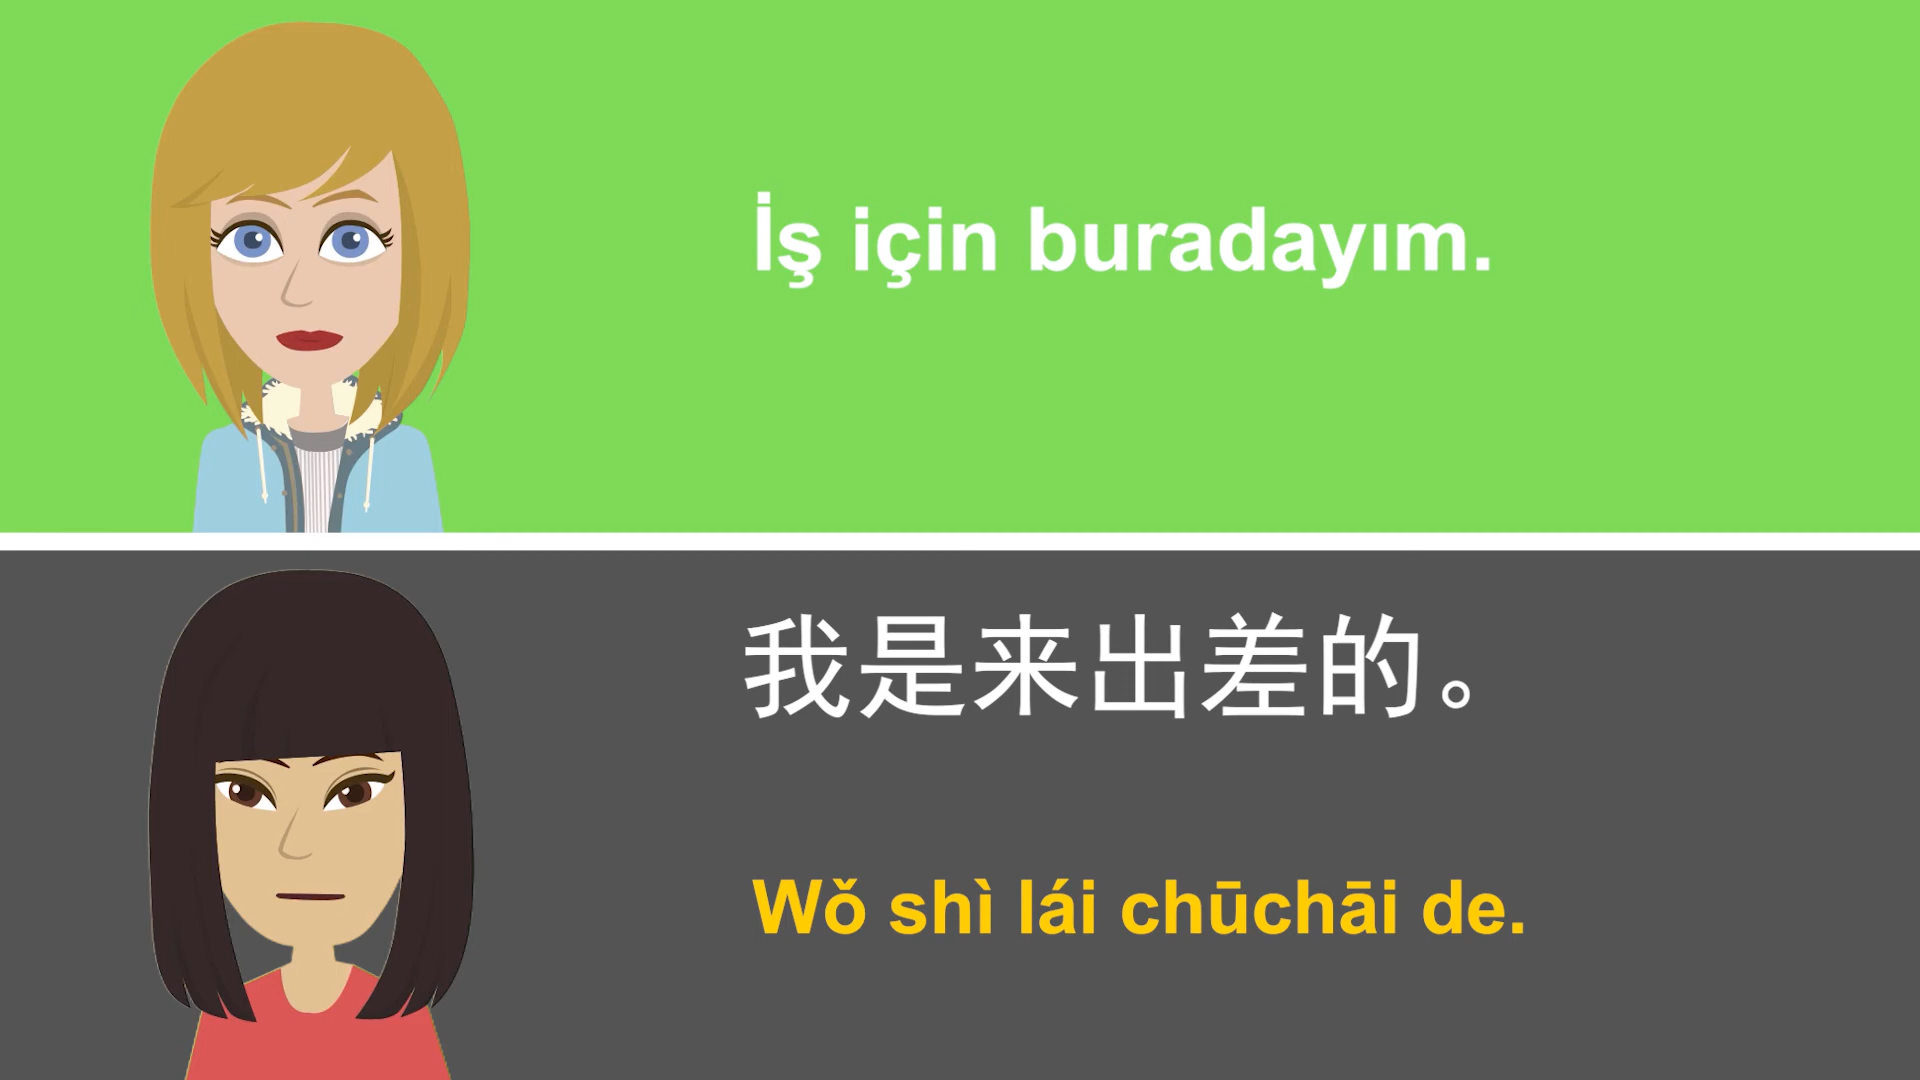 İş için buradayım.
我是来出差的。
Wǒ shì lái chūchāi de.